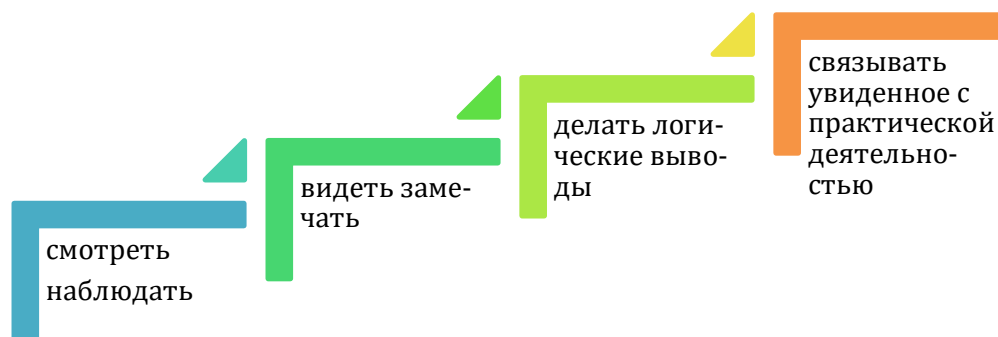 смотреть
наблюдать
видеть заме-
чать
делать логи-
ческие выво-
ды
связывать
увиденное с
практической
деятельно-
стью